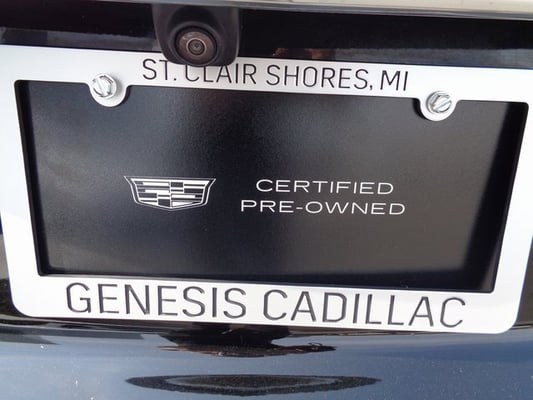 ST. CLAIR SHORES, MI
CERTIFIED
PRE-OWNED
GENESIS CADILLAC